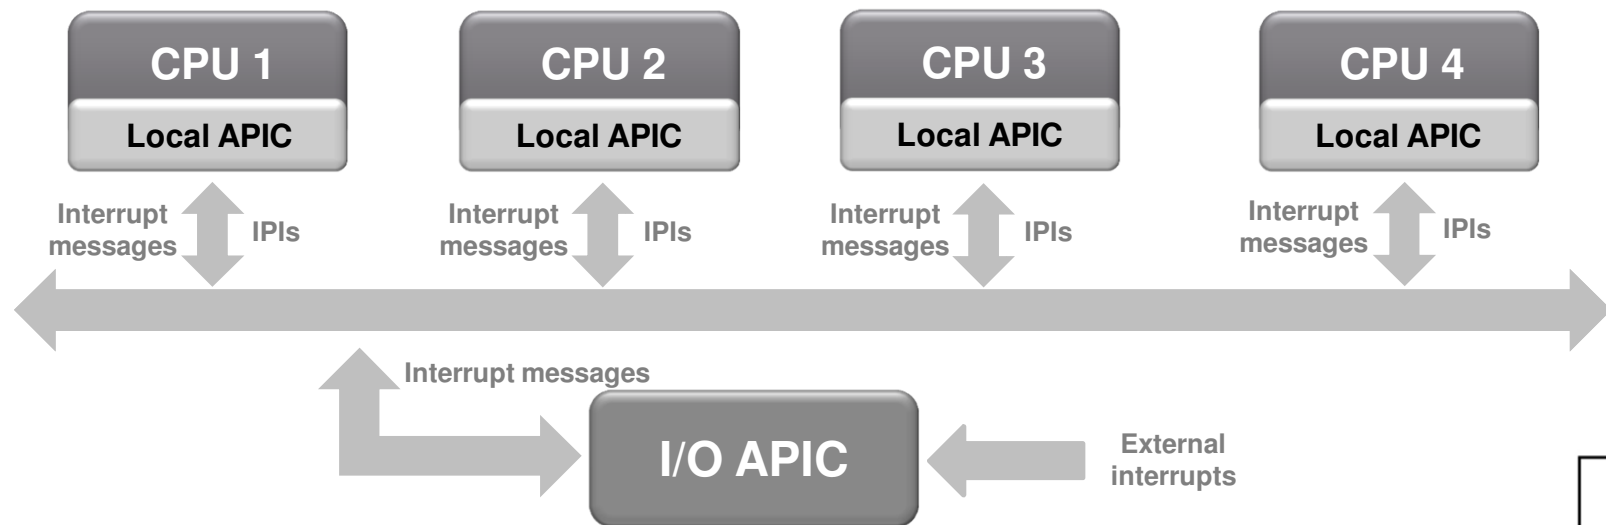 CPU 1
Local APIC
CPU 2
Local APIC
CPU 3
Local APIC
CPU 4
Local APIC
Interrupt
messages
IPIs
Interrupt
messages
IPIs
Interrupt
messages
IPIs
Interrupt
messages
IPIs
Interrupt messages
I/O APIC
External
interrupts